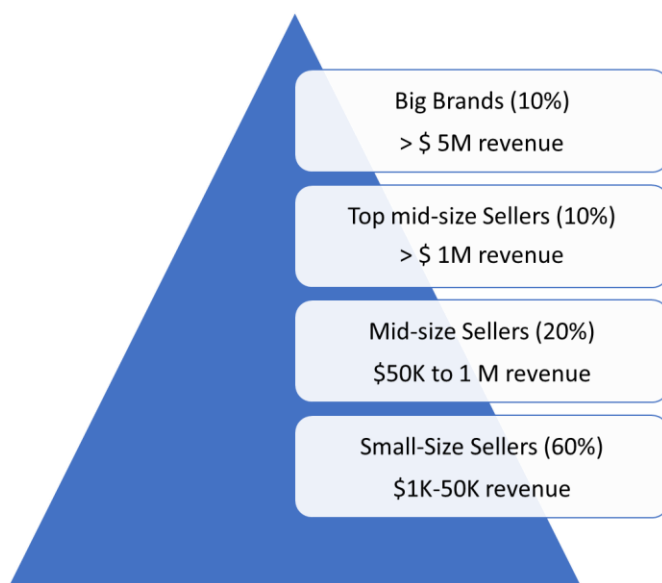 Big Brands (10%)
> $ 5M revenue
Top mid-size Sellers (10%)
> $ 1M revenue
Mid-size Sellers (20%)
$50K to 1 M revenue
Small-Size Sellers (60%)
$1K-50K revenue